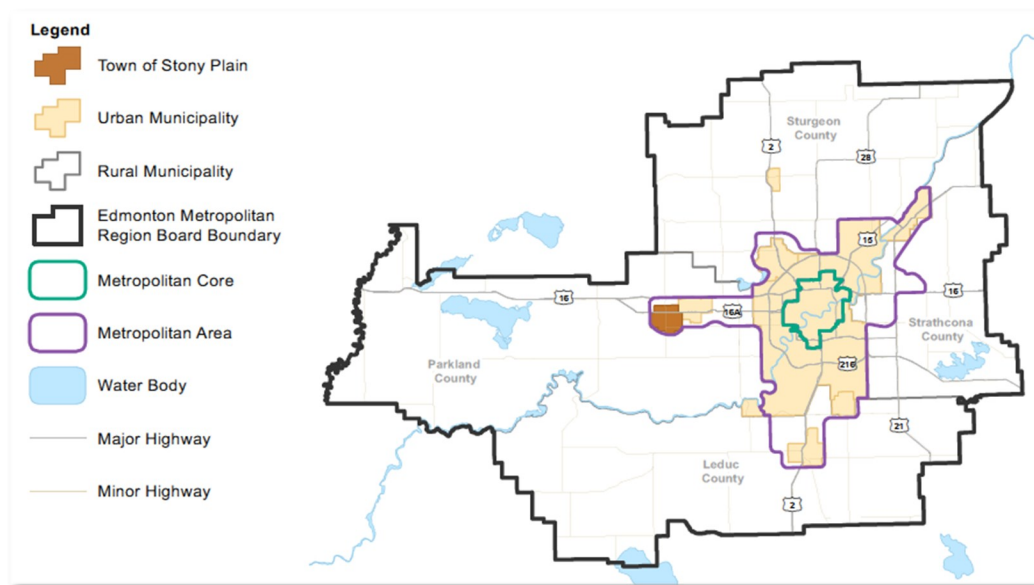 Legend
Town of Stony Plain
Urban Municipality
Rural Municipality
Edmonton Metropolitan
Region Board Boundary
Metropolitan Core
Metropolitan Area
Water Body
Major Highway
Minor Highway
Sturgeon
County
2
28
15
16
16A
16
Strathcona
County
Parkland
County
216
21
Leduc
County
2